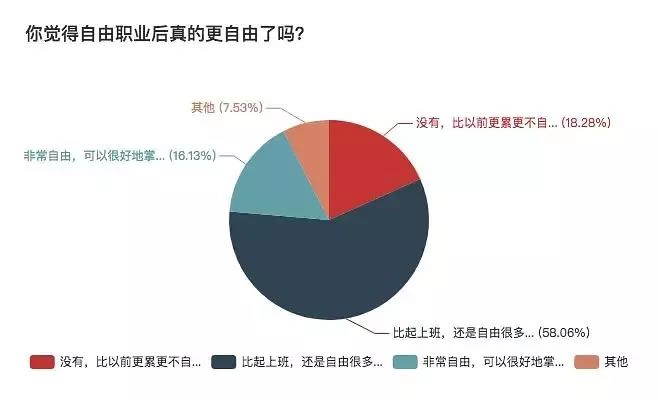 你觉得自由职业后真的更自由了吗?
其他 (7.53%)
没有，比以前更累更不自... (18.28%)
非常自由，可以很好地掌... (16.13%)
比起上班，还是自由很多... (58.06%)
没有，比以前更累更不自...
比起上班，还是自由很多...
非常自由，可以很好地掌...
其他